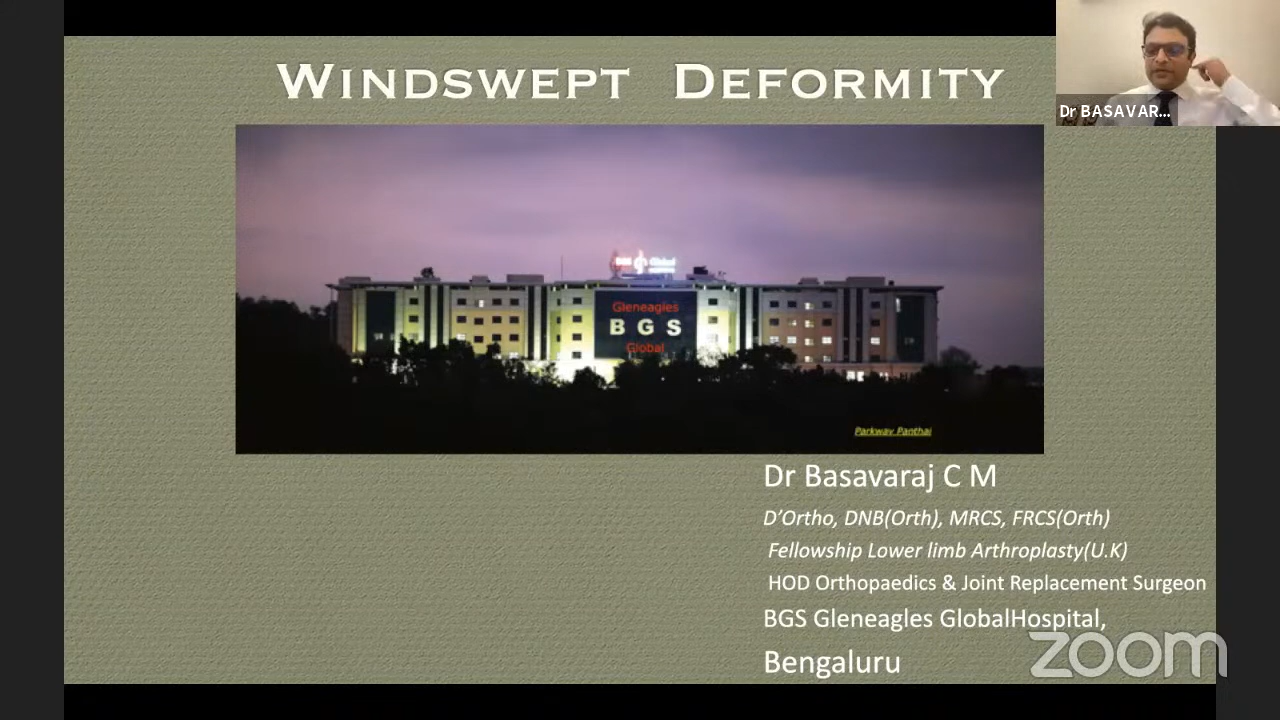 WINDSWEPT DEFORMITY
Dr BASAVAR...
Global
Gleneagles
B G S
Global
Parkway Panthai
Dr Basavaraj C M
D'Ortho, DNB(Orth), MRCS, FRCS(Orth)
Fellowship Lower limb Arthroplasty(U.K)
HOD Orthopaedics & Joint Replacement Surgeon
BGS Gleneagles GlobalHospital,
Bengaluru
zoom